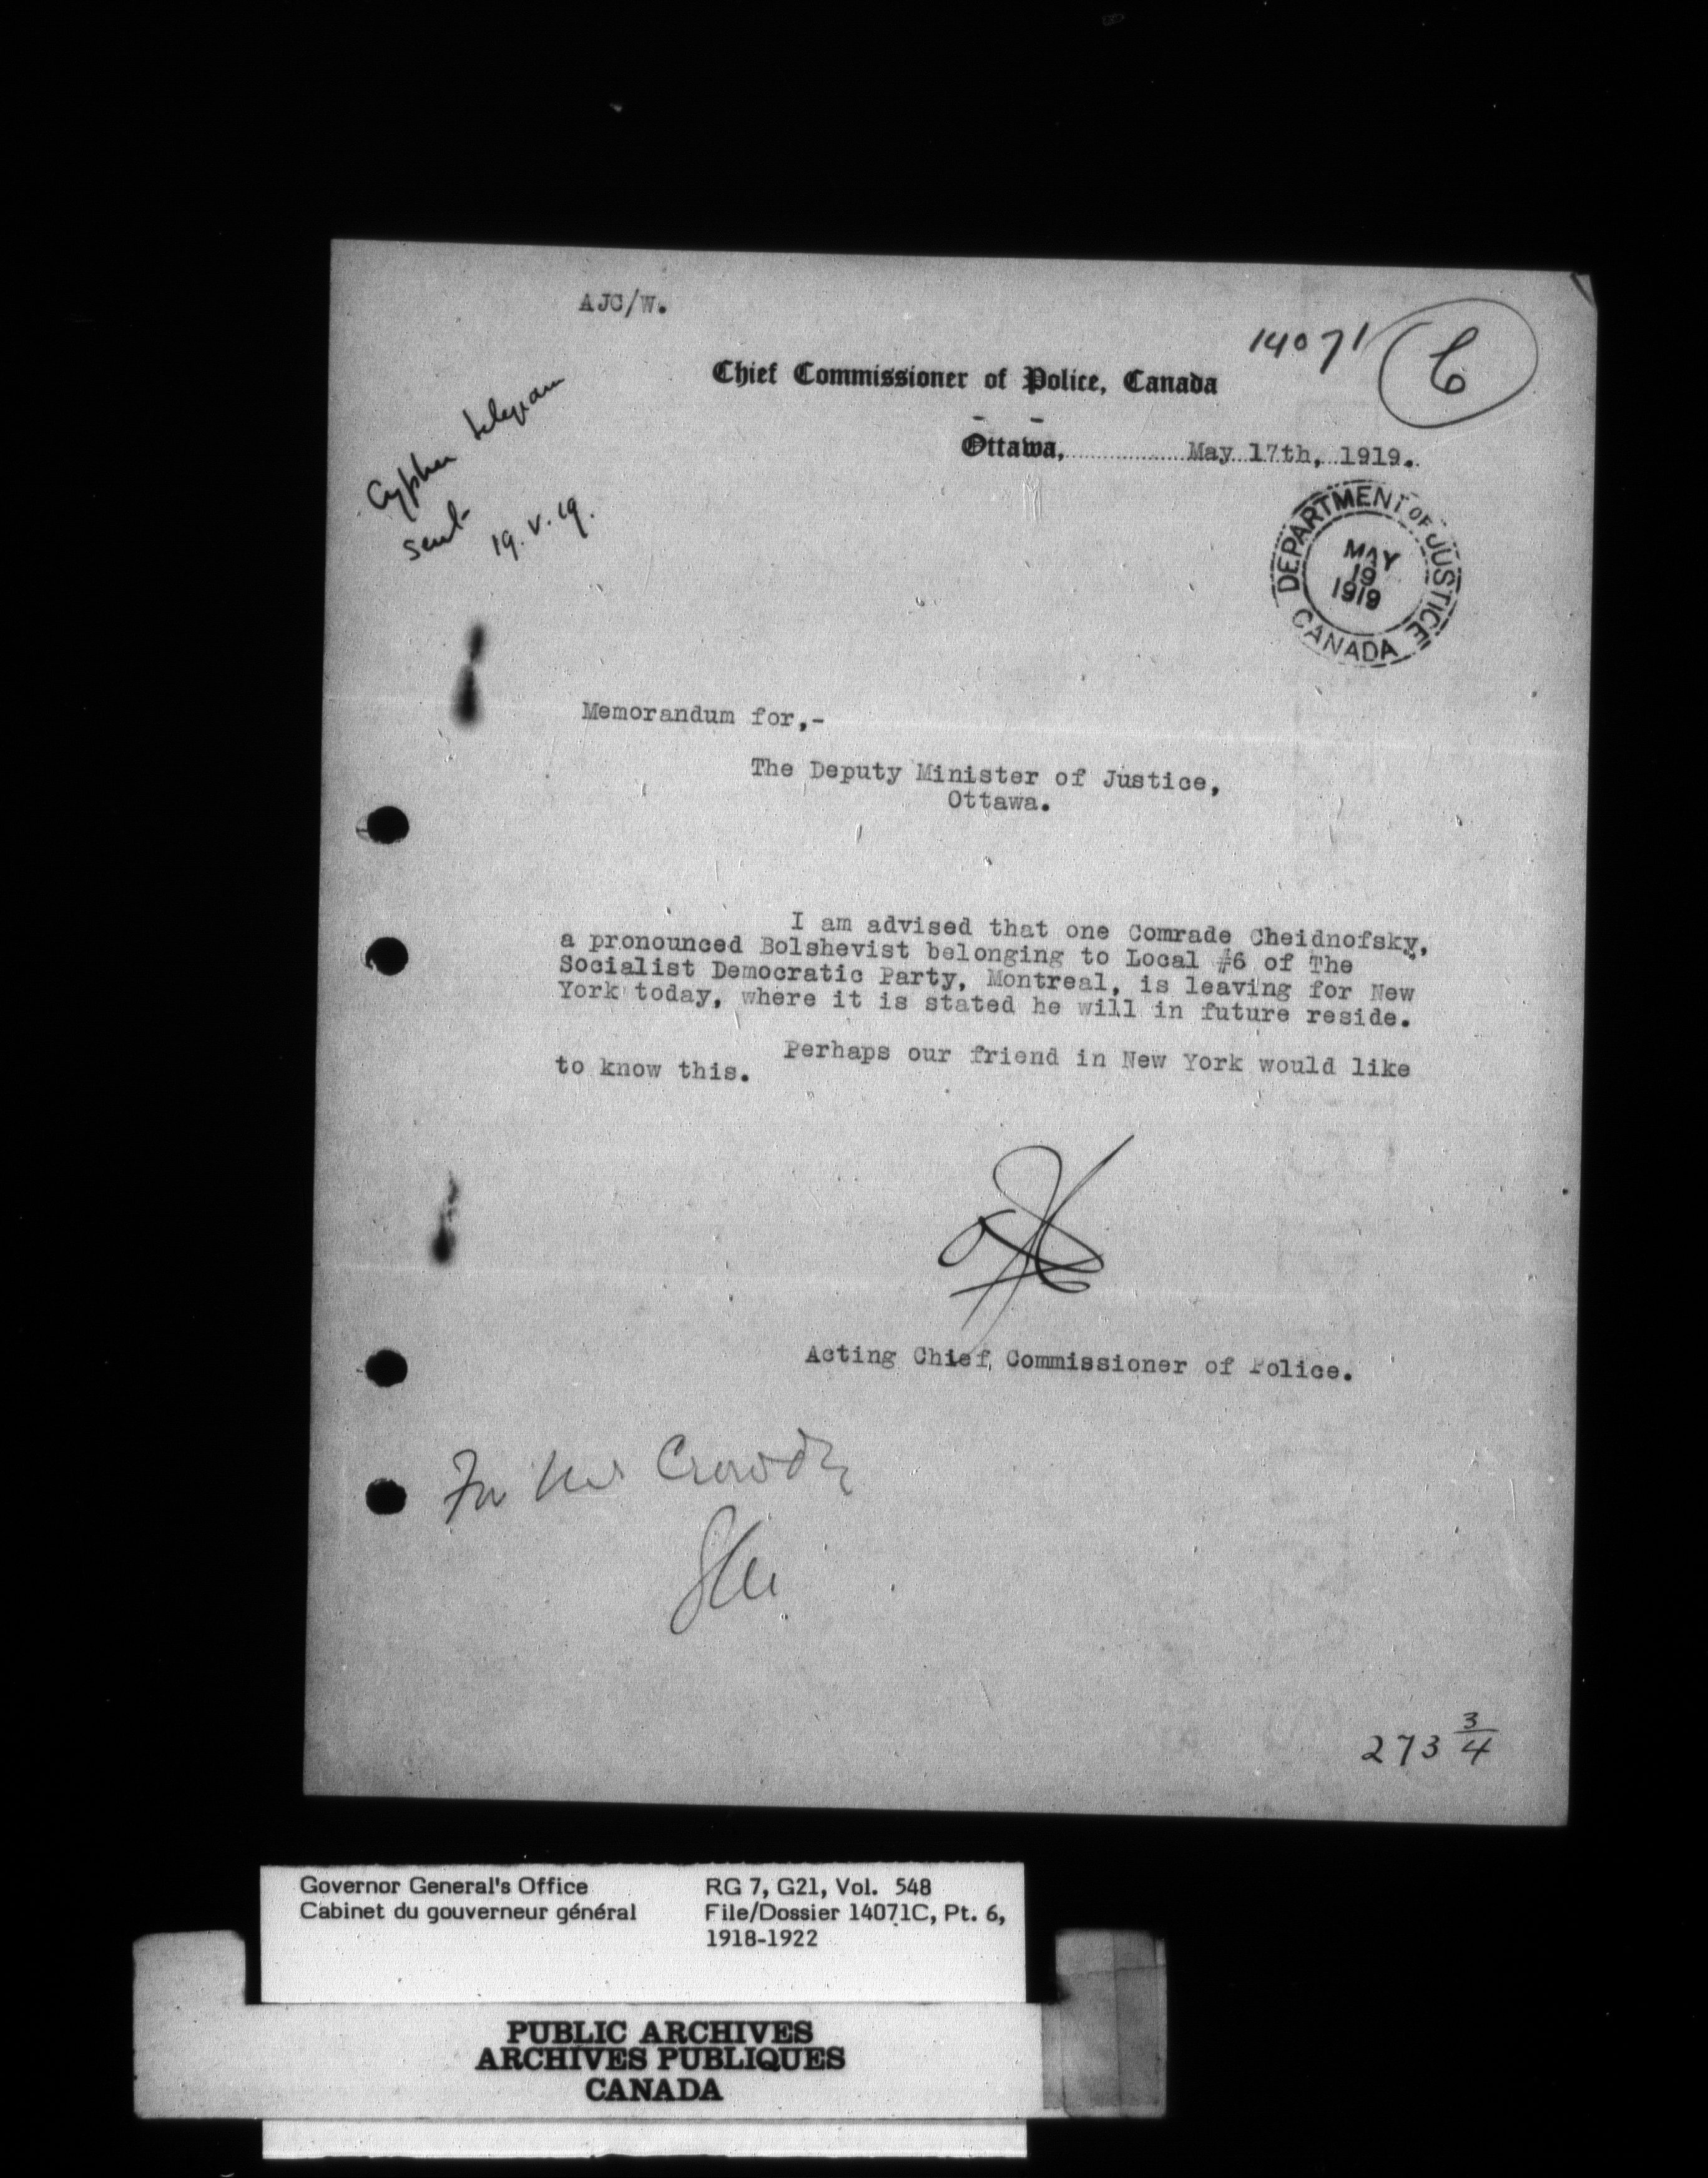 AJC/W.
14071 C
Chief Commissioner of Police, Canada
Ottawa, May 17th, 1919.
Cypher telegram
sent
19.V.19.
DEPARTMENT OF JUSTICE
MAY
19
1919
CANADA
Memorandum for,-
The Deputy Minister of Justice,
Ottawa.
I am advised that one Comrade Cheidnofsky,
a pronounced Bolshevist belonging to Local #6 of The
Socialist Democratic Party, Montreal, is leaving for New
York today, where it is stated he will in future reside.
Perhaps our friend in New York would like
to know this.
Acting Chief Commissioner of Police.
For Mr Crowdy
273 3/4
Governor General's Office
Cabinet du gouverneur général
RG 7, G21, Vol. 548
File/Dossier 14071C, Pt. 6,
1918-1922
PUBLIC ARCHIVES
ARCHIVES PUBLIQUES
CANADA